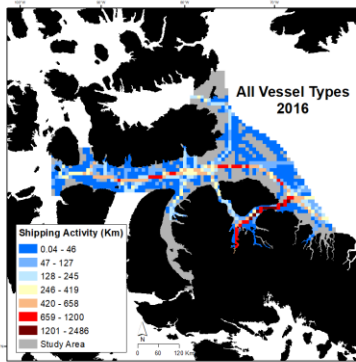 All Vessel Types
2016
Shipping Activity (Km)
0.04 - 46
47 - 127
128 - 245
246 - 419
420 - 658
659 - 1200
1201 - 2486
Study Area
N
0 30 60 120 Km